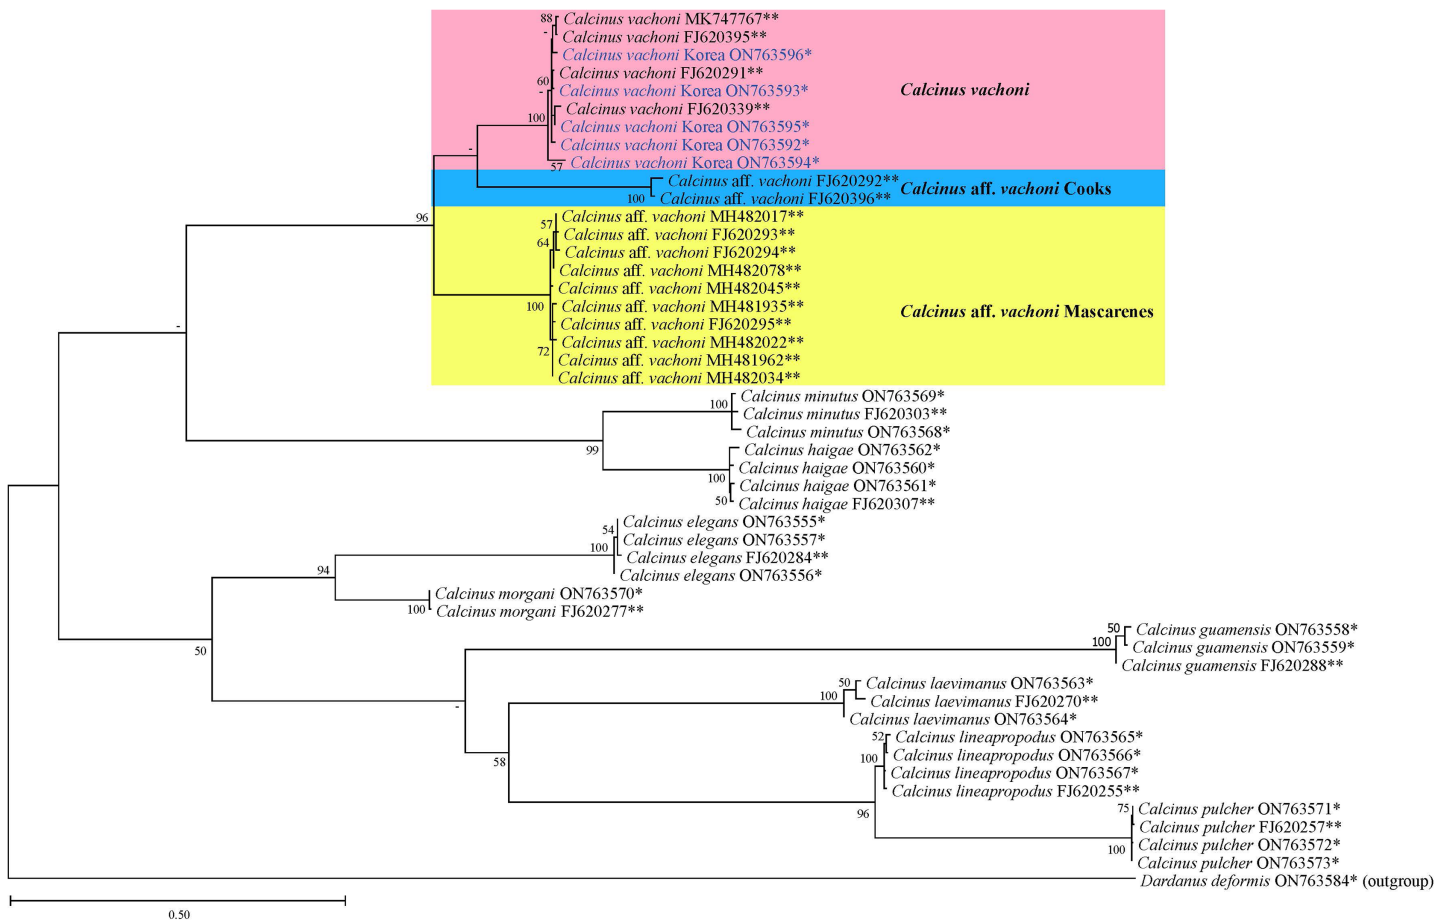 88
Calcinus vachoni MK747767**
-
Calcinus vachoni FJ620395**
Calcinus vachoni Korea ON763596*
Calcinus vachoni FJ620291**
60
Calcinus vachoni Korea ON763593*
Calcinus vachoni
-
Calcinus vachoni FJ620339**
100
Calcinus vachoni Korea ON763595*
Calcinus vachoni Korea ON763592*
-
Calcinus vachoni Korea ON763594*
57
Calcinus aff. vachoni FJ620292**
Calcinus aff. vachoni Cooks
100
Calcinus aff. vachoni FJ620396**
96
Calcinus aff. vachoni MH482017**
57
Calcinus aff. vachoni FJ620293**
64
Calcinus aff. vachoni FJ620294**
Calcinus aff. vachoni MH482078**
Calcinus aff. vachoni MH482045**
100
Calcinus aff. vachoni MH481935**
Calcinus aff. vachoni Mascarenes
-
Calcinus aff. vachoni FJ620295**
Calcinus aff. vachoni MH482022**
72
Calcinus aff. vachoni MH481962**
Calcinus aff. vachoni MH482034**
Calcinus minutus ON763569*
100
Calcinus minutus FJ620303**
Calcinus minutus ON763568*
99
Calcinus haigae ON763562*
Calcinus haigae ON763560*
100
Calcinus haigae ON763561*
50
Calcinus haigae FJ620307**
Calcinus elegans ON763555*
54
Calcinus elegans ON763557*
100
Calcinus elegans FJ620284**
94
Calcinus elegans ON763556*
Calcinus morgani ON763570*
100
Calcinus morgani FJ620277**
50
50
Calcinus guamensis ON763558*
100
Calcinus guamensis ON763559*
Calcinus guamensis FJ620288**
50
Calcinus laevimanus ON763563*
100
Calcinus laevimanus FJ620270**
-
Calcinus laevimanus ON763564*
52
Calcinus lineapropodus ON763565*
58
100
Calcinus lineapropodus ON763566*
Calcinus lineapropodus ON763567*
Calcinus lineapropodus FJ620255**
96
75
Calcinus pulcher ON763571*
Calcinus pulcher FJ620257**
100
Calcinus pulcher ON763572*
Calcinus pulcher ON763573*
Dardanus deformis ON763584* (outgroup)
0.50